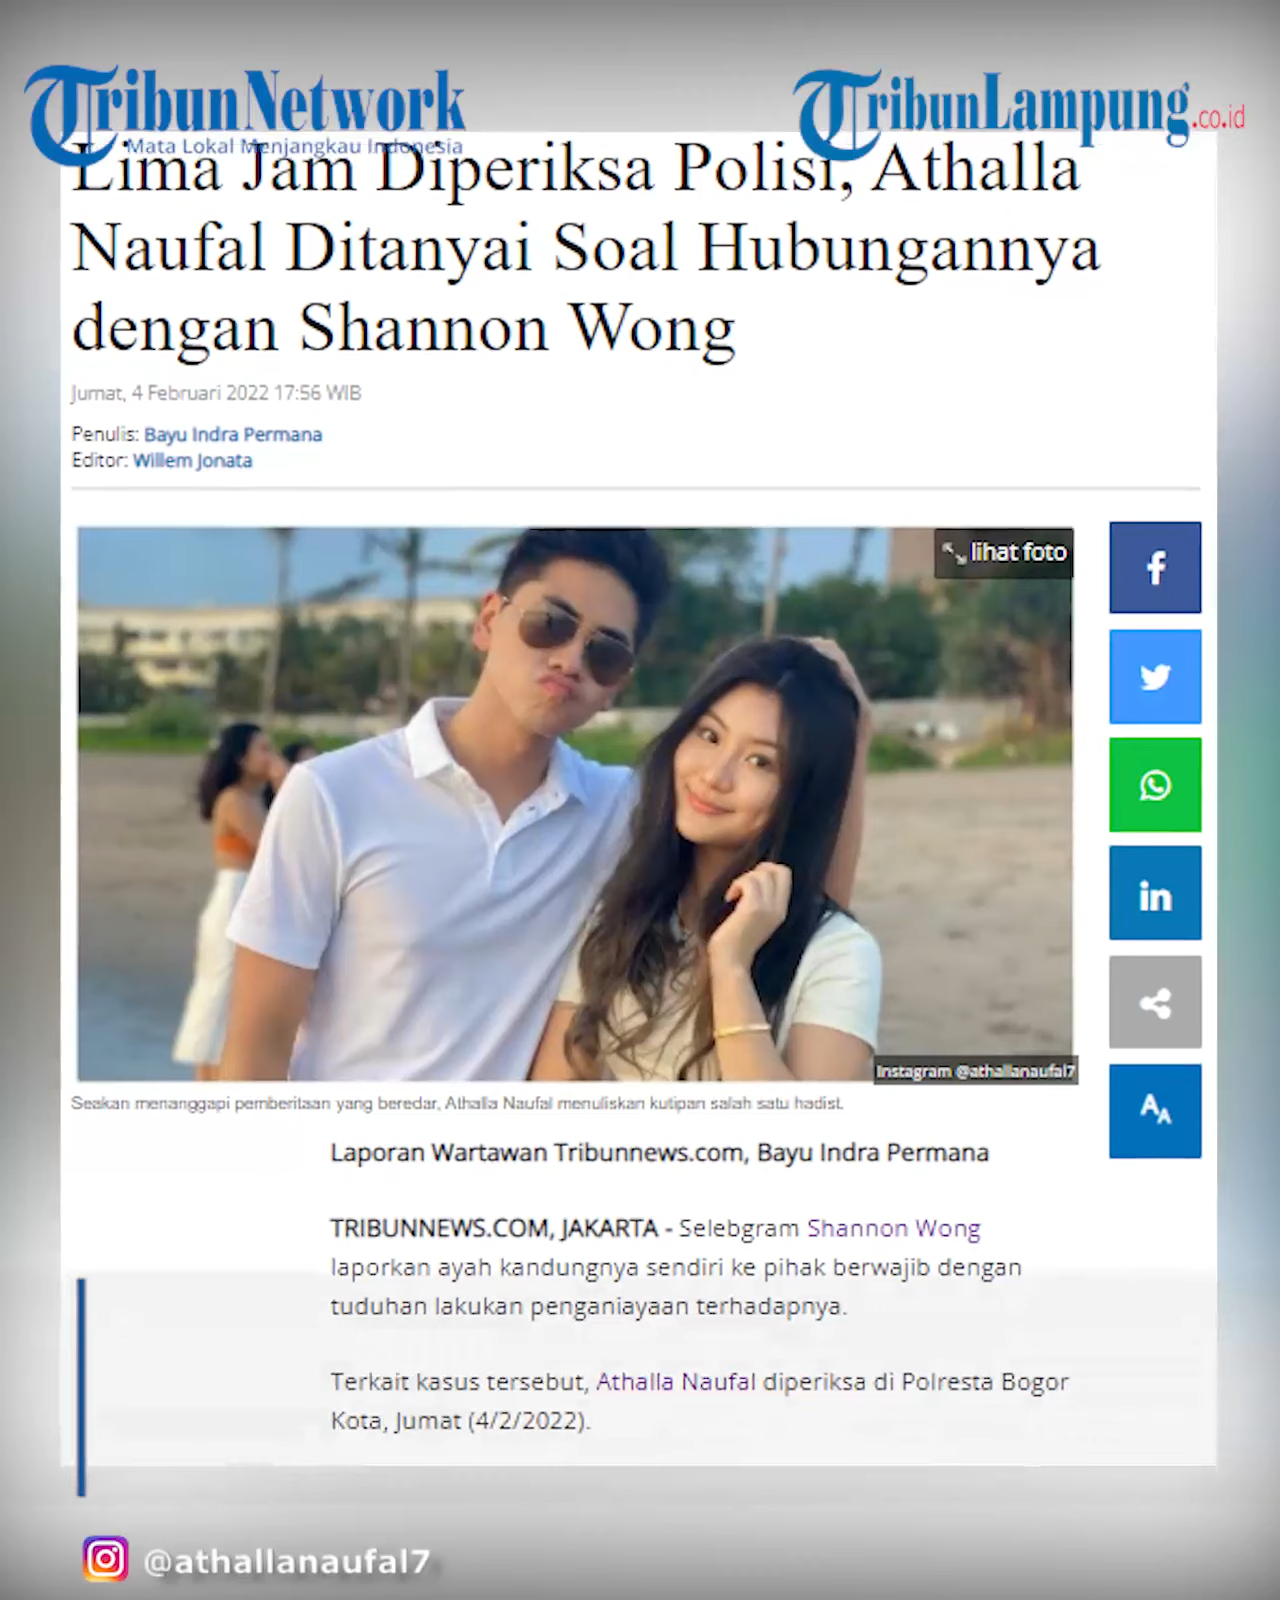 TribunNetwork
Mata Lokal Menjangkau Indonesia
TribunLampung.co.id
Lima Jam Diperiksa Polisi, Athalla
Naufal Ditanyai Soal Hubungannya
dengan Shannon Wong
Jumat, 4 Februari 2022 17:56 WIB
Penulis: Bayu Indra Permana
Editor: Willem Jonata
lihat foto
f
in
AA
Instagram @athallanaufal7
Seakan menanggapi pemberitaan yang beredar, Athalla Naufal menuliskan kutipan salah satu hadist.
Laporan Wartawan Tribunnews.com, Bayu Indra Permana
TRIBUNNEWS.COM, JAKARTA - Selebgram Shannon Wong
laporkan ayah kandungnya sendiri ke pihak berwajib dengan
tuduhan lakukan penganiayaan terhadapnya.
Terkait kasus tersebut, Athalla Naufal diperiksa di Polresta Bogor
Kota, Jumat (4/2/2022).
@athallanaufal7